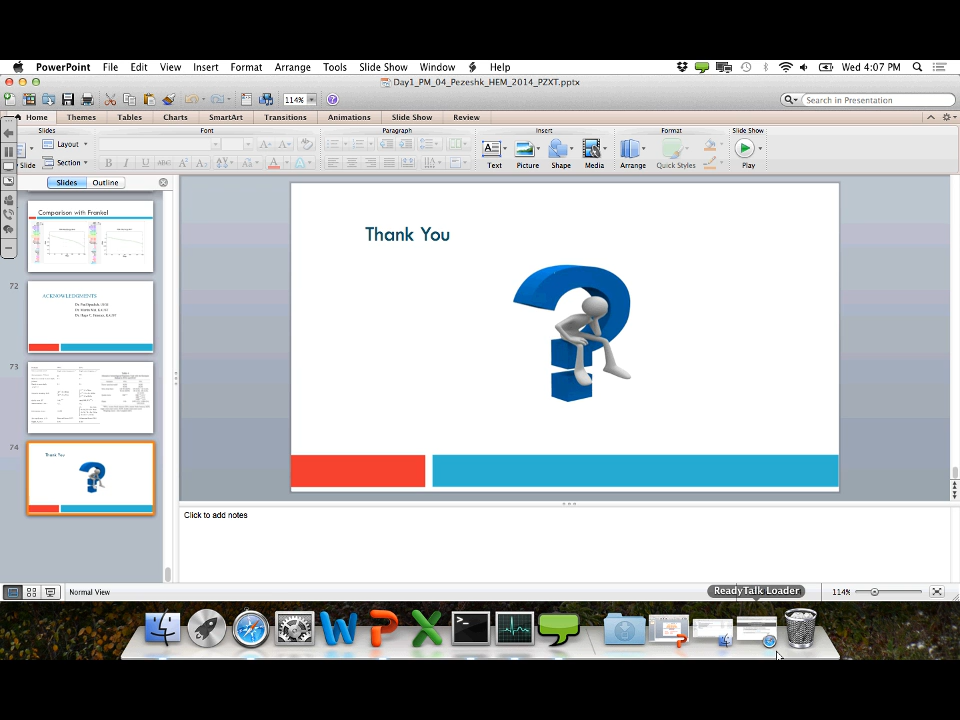 PowerPoint File Edit View Insert Format Arrange Tools Slide Show Window Help Wed 4:07 PM
Day1_PM_04_Pezeshk_HEM_2014_PZXT.pptx
114% Search in Presentation
Home Themes Tables Charts SmartArt Transitions Animations Slide Show Review
Slides Font Paragraph Insert Format Slide Show
Layout
Slide Section
B I U ABC
Text Picture Shape Media Arrange Quick Styles Play
Slides Outline
Comparison with Frankel
72
ACKNOWLEDGMENTS
73
74
Thank You
Thank You
Click to add notes
Normal View
ReadyTalk Loader
114%